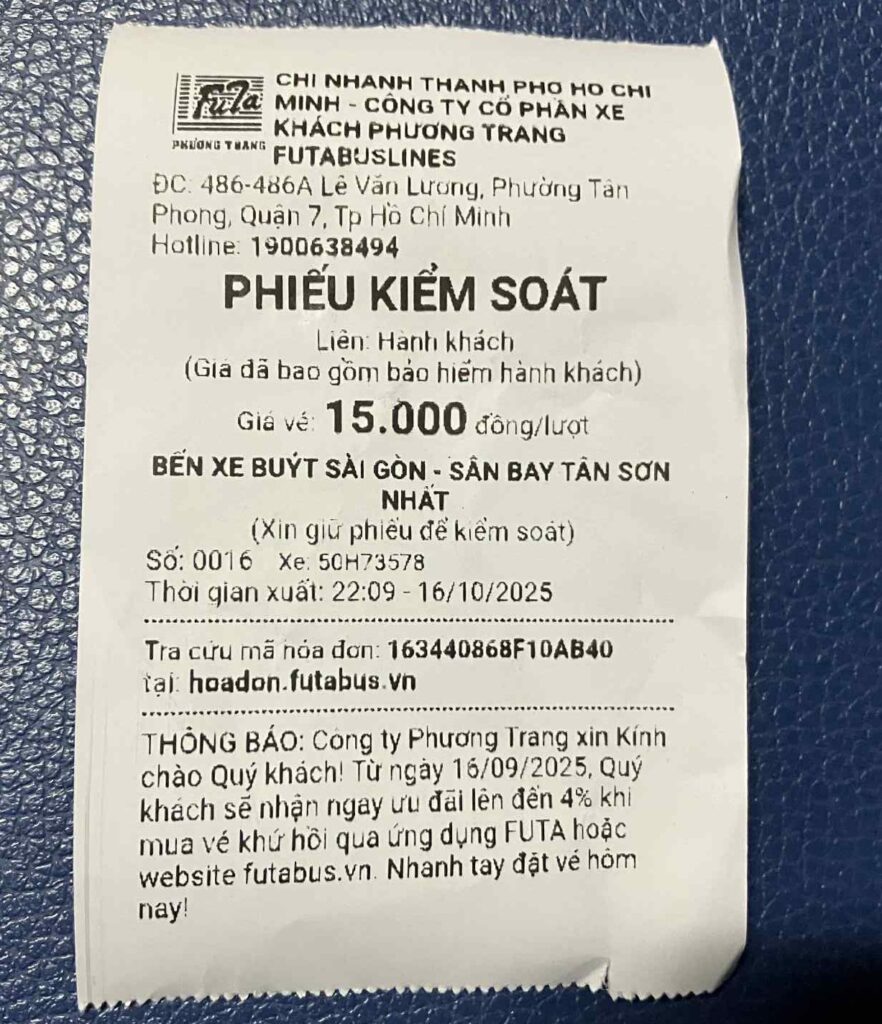 FuTa
PHƯƠNG TRANG
CHI NHÁNH THÀNH PHỐ HỒ CHÍ
MINH - CÔNG TY CỔ PHẦN XE
KHÁCH PHƯƠNG TRANG
FUTABUSLINES
ĐC: 486-486A Lê Văn Lương, Phường Tân
Phong, Quận 7, Tp Hồ Chí Minh
Hotline: 1900638494
PHIẾU KIỂM SOÁT
Liên: Hành khách
(Giá đã bao gồm bảo hiểm hành khách)
Giá vé: 15.000 đồng/lượt
BẾN XE BUÝT SÀI GÒN - SÂN BAY TÂN SƠN
NHẤT
(Xin giữ phiếu để kiểm soát)
Số: 0016 Xe: 50H73578
Thời gian xuất: 22:09 - 16/10/2025
Tra cứu mã hóa đơn: 163440868F10AB40
tại: hoadon.futabus.vn
THÔNG BÁO: Công ty Phương Trang xin Kính
chào Quý khách! Từ ngày 16/09/2025, Quý
khách sẽ nhận ngay ưu đãi lên đến 4% khi
mua vé khứ hồi qua ứng dụng FUTA hoặc
website futabus.vn. Nhanh tay đặt vé hôm
nay!